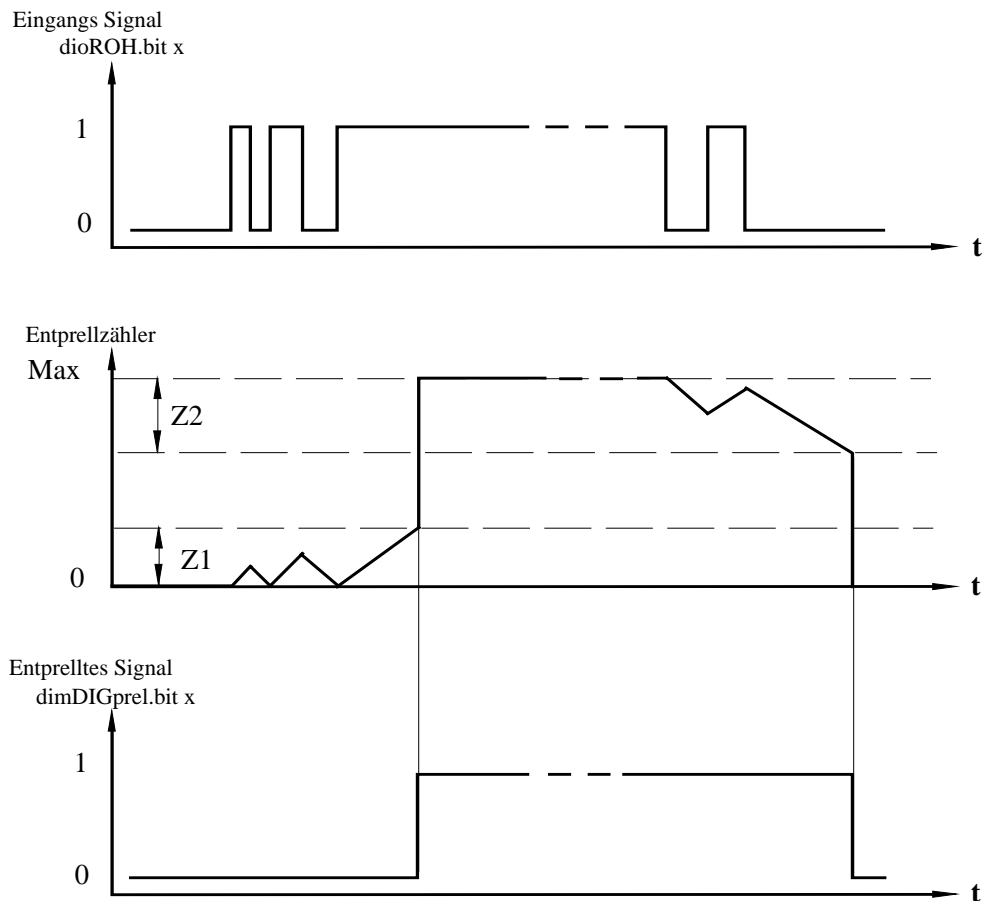 Eingangs Signal
dioROH.bit x
1
0
t
Entprellzähler
Max
Z2
Z1
0
t
Entprelltes Signal
dimDIGprel.bit x
1
0
t